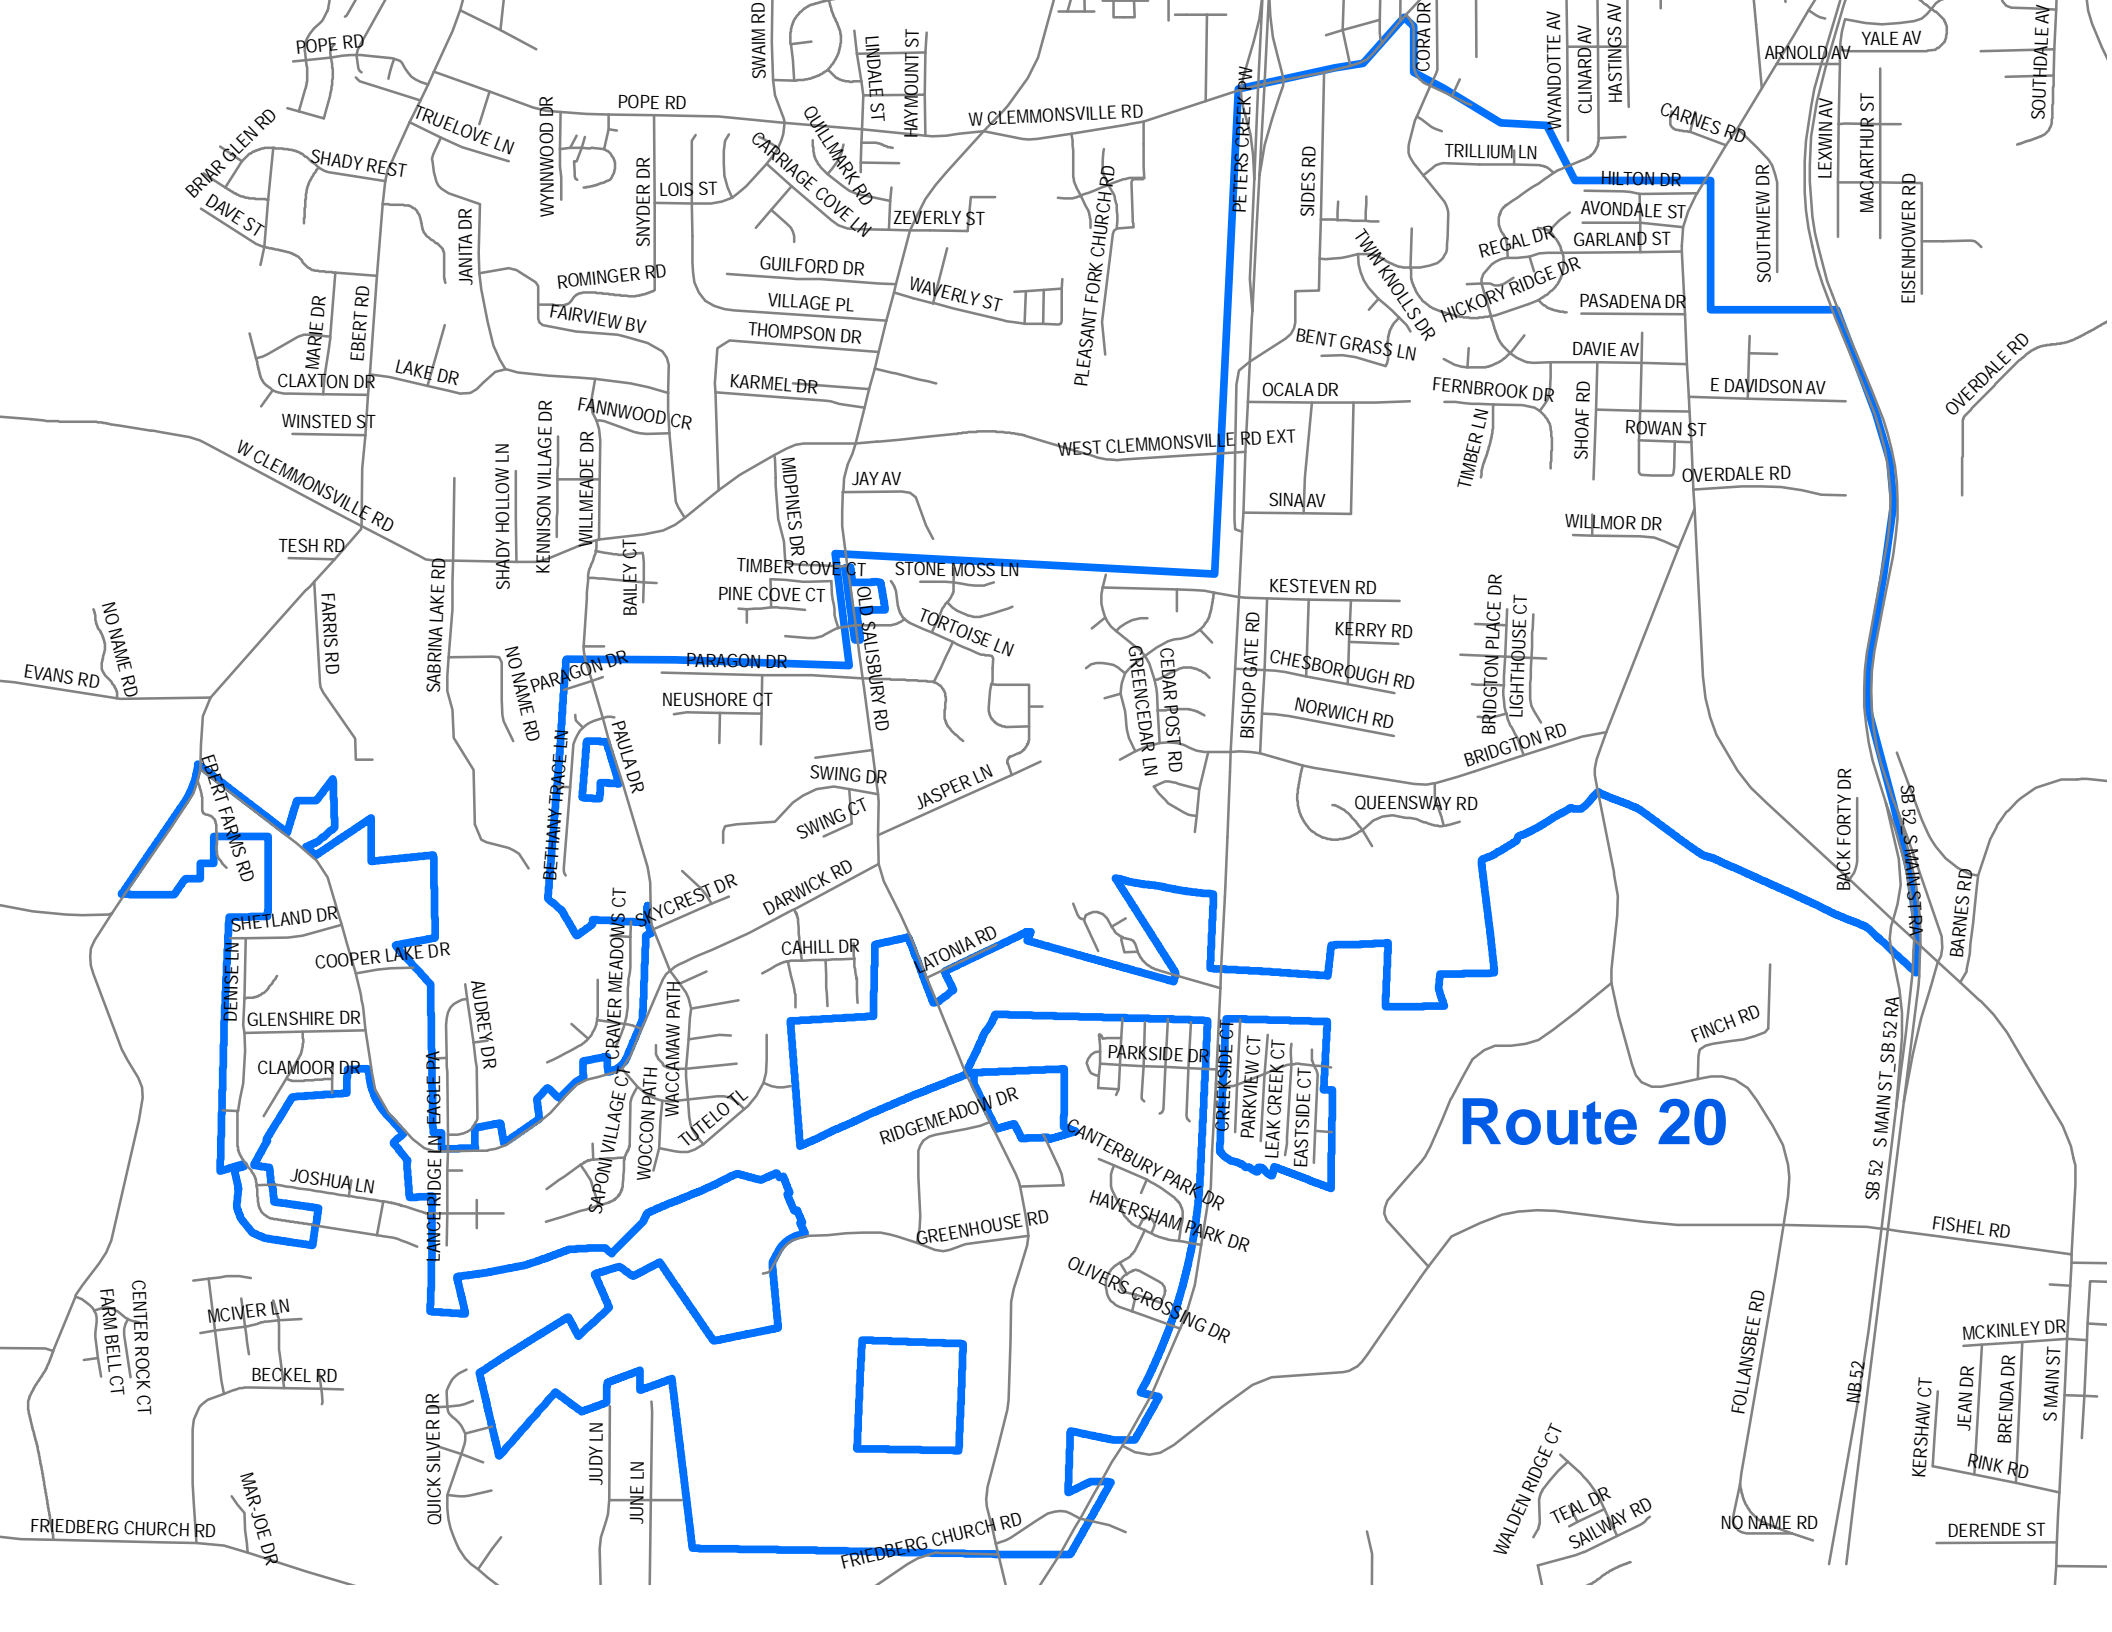 POPE RD
SWAIM RD
LINDALE ST
HAYMOUNT ST
CORA DR
WYANDOTTE AV
CLINARD AV
HASTINGS AV
ARNOLD AV
YALE AV
SOUTHDALE AV
BRIAR GLEN RD
TRUELOVE LN
WYNNWOOD DR
POPE RD
QUILLMARK RD
W CLEMMONSVILLE RD
PETERS CREEK PW
CARNES RD
LEXWIN AV
MACARTHUR ST
SHADY REST
DAVE ST
SNYDER DR
LOIS ST
CARRIAGE COVE LN
ZEVERLY ST
PLEASANT FORK CHURCH RD
SIDES RD
TRILLIUM LN
HILTON DR
AVONDALE ST
GARLAND ST
REGAL DR
SOUTHVIEW DR
EISENHOWER RD
JANITA DR
ROMINGER RD
GUILFORD DR
VILLAGE PL
WAVERLY ST
TWIN KNOLLS DR
HICKORY RIDGE DR
PASADENA DR
MARIE DR
EBERT RD
FAIRVIEW BV
THOMPSON DR
BENT GRASS LN
DAVIE AV
OVERDALE RD
LAKE DR
CLAXTON DR
KARMEL DR
OCALA DR
FERNBROOK DR
SHOAF RD
E DAVIDSON AV
WINSTED ST
FANNWOOD CR
TIMBER LN
ROWAN ST
W CLEMMONSVILLE RD
SHADY HOLLOW LN
KENNISON VILLAGE DR
WILLMEADE DR
WEST CLEMMONSVILLE RD EXT
MIDPINES DR
JAY AV
SINA AV
OVERDALE RD
WILLMOR DR
TESH RD
BAILEY CT
TIMBER COVE CT
STONE MOSS LN
PINE COVE CT
OLD SALISBURY RD
TORTOISE LN
KESTEVEN RD
KERRY RD
BRIDGTON PLACE DR
LIGHTHOUSE CT
NO NAME RD
EVANS RD
FARRIS RD
SABRINA LAKE RD
NO NAME RD
PARAGON DR
PARAGON DR
NEUSHORE CT
GREENCEDAR LN
CEDAR POST RD
BISHOP GATE RD
CHESBOROUGH RD
NORWICH RD
BRIDGTON RD
EBERT FARMS RD
BETHANY TRACE LN
PAULA DR
SWING DR
SWING CT
JASPER LN
QUEENSWAY RD
BACK FORTY DR
SB 52_S MAIN ST RA
BARNES RD
SHETLAND DR
DENISE LN
COOPER LAKE DR
CRAVER MEADOWS CT
SKYCREST DR
DARWICK RD
CAHILL DR
LATONIA RD
GLENSHIRE DR
CLAMOOR DR
AUDREY DR
EAGLE PA
WACCAMAW PATH
WOCCON PATH
SAPONI VILLAGE CT
TUTELO TL
RIDGEMEADOW DR
PARKSIDE DR
CREEKSIDE CT
PARKVIEW CT
LEAK CREEK CT
EASTSIDE CT
Route 20
FINCH RD
S MAIN ST_SB 52 RA
SB 52
JOSHUA LN
LANCE RIDGE LN
CANTERBURY PARK DR
HAVERSHAM PARK DR
GREENHOUSE RD
OLIVERS CROSSING DR
FISHEL RD
FARM BELL CT
CENTER ROCK CT
MCIVER LN
BECKEL RD
FOLLANSBEE RD
NB 52
MCKINLEY DR
JEAN DR
BRENDA DR
S MAIN ST
KERSHAW CT
RINK RD
QUICK SILVER DR
JUDY LN
JUNE LN
MAR-JOE DR
FRIEDBERG CHURCH RD
FRIEDBERG CHURCH RD
WALDEN RIDGE CT
TEAL DR
SAILWAY RD
NO NAME RD
DERENDE ST